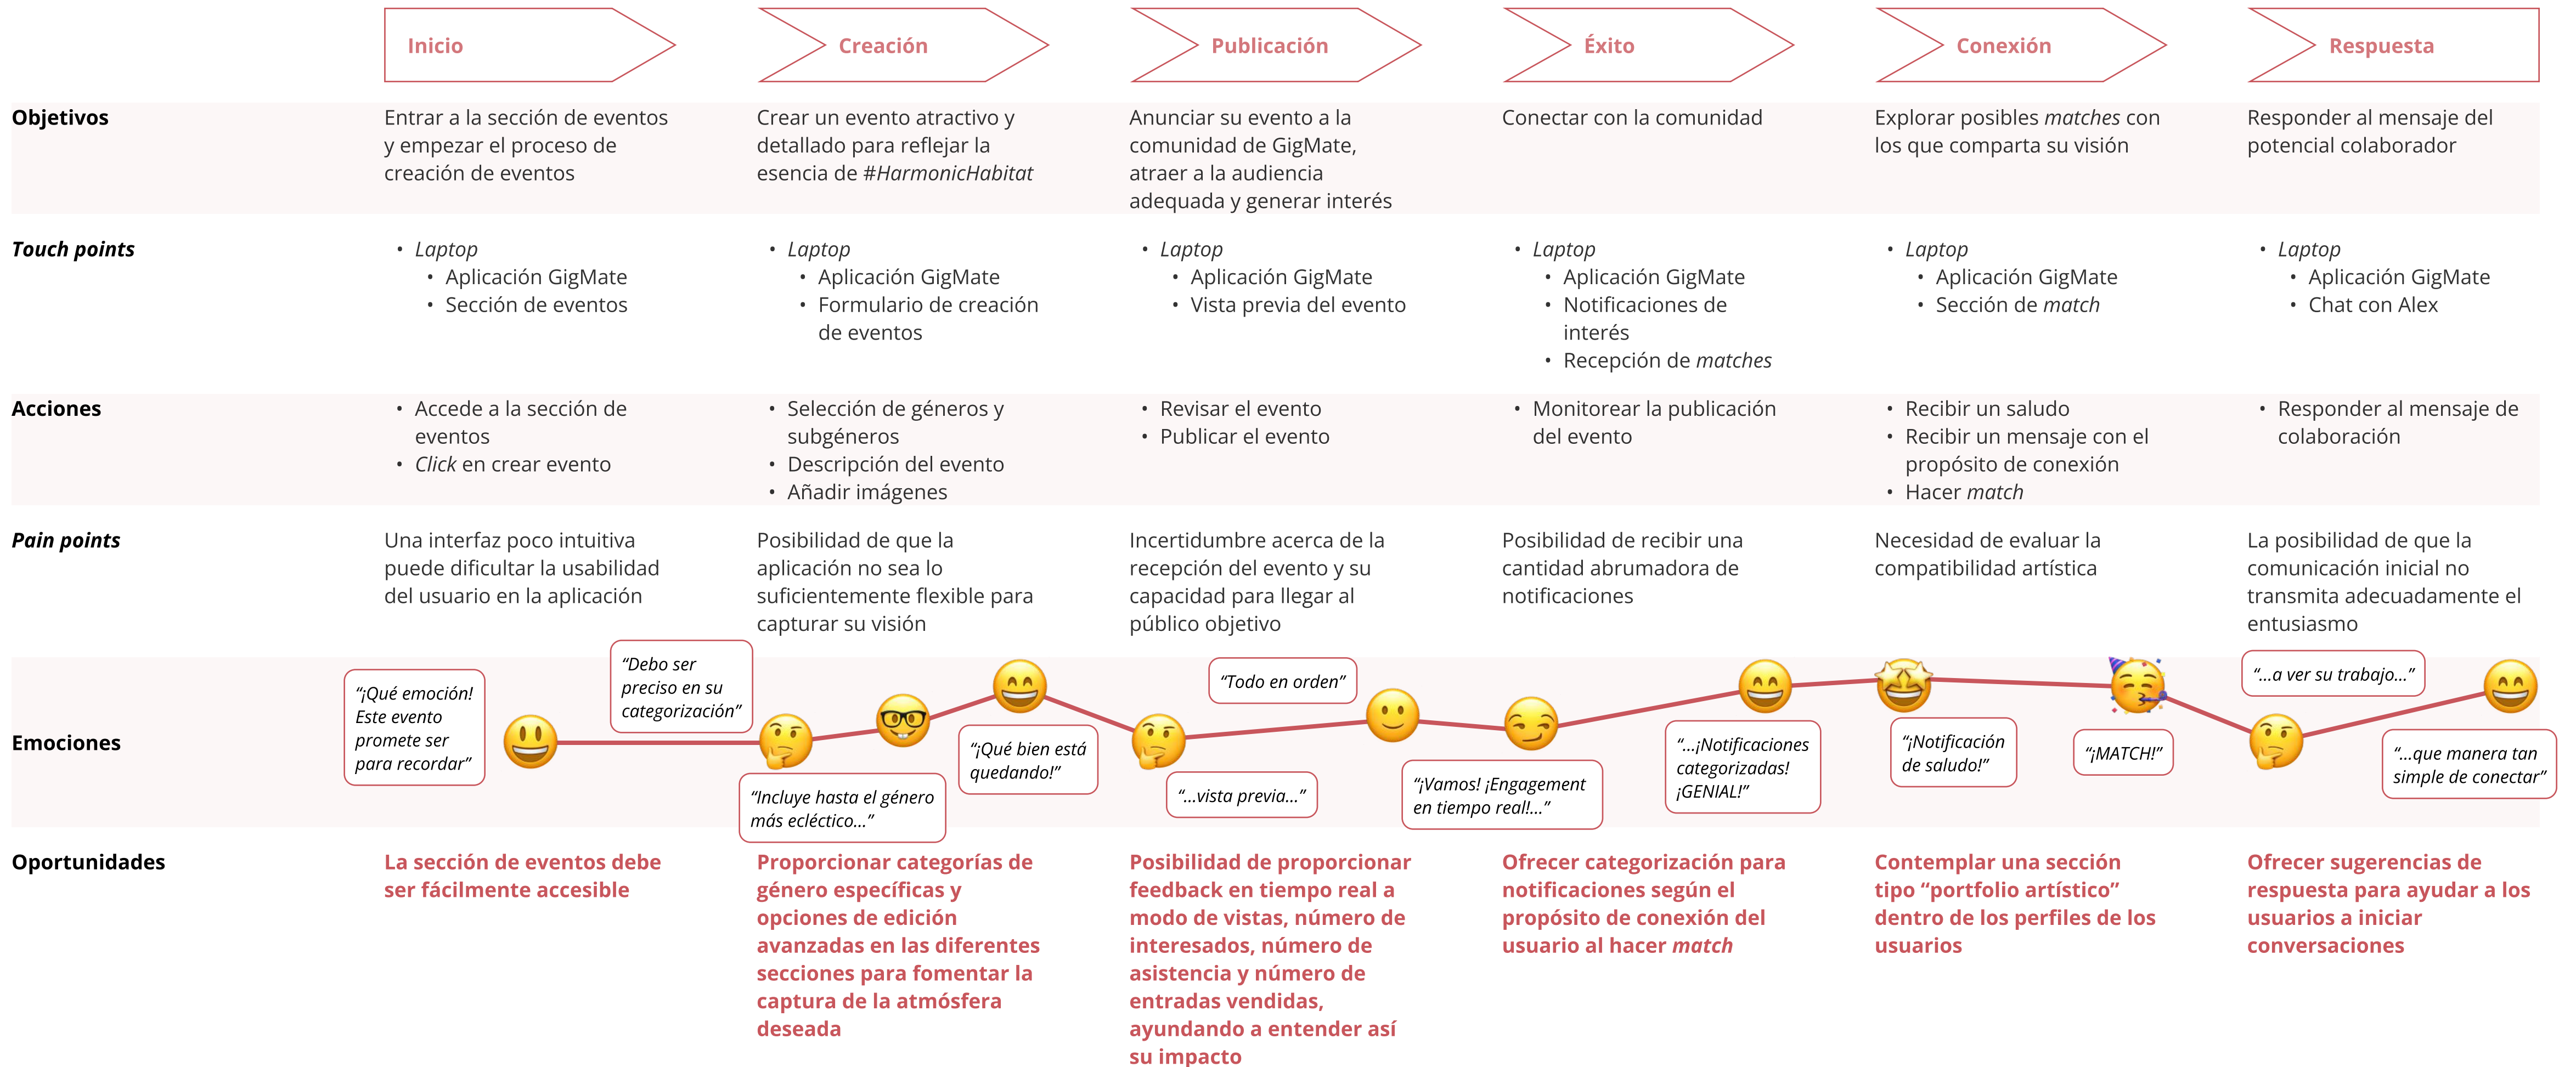 Inicio
Creación
Publicación
Éxito
Conexión
Respuesta
Objetivos
Entrar a la sección de eventos
y empezar el proceso de
creación de eventos
Crear un evento atractivo y
detallado para reflejar la
esencia de #HarmonicHabitat
Anunciar su evento a la
comunidad de GigMate,
atraer a la audiencia
adequada y generar interés
Conectar con la comunidad
Explorar posibles matches con
los que comparta su visión
Responder al mensaje del
potencial colaborador
Touch points
• Laptop
• Aplicación GigMate
• Sección de eventos
• Laptop
• Aplicación GigMate
• Formulario de creación
de eventos
• Laptop
• Aplicación GigMate
• Vista previa del evento
• Laptop
• Aplicación GigMate
• Notificaciones de
interés
• Recepción de matches
• Laptop
• Aplicación GigMate
• Sección de match
• Laptop
• Aplicación GigMate
• Chat con Alex
Acciones
• Accede a la sección de
eventos
• Click en crear evento
• Selección de géneros y
subgéneros
• Descripción del evento
• Añadir imágenes
• Revisar el evento
• Publicar el evento
• Monitorear la publicación
del evento
• Recibir un saludo
• Recibir un mensaje con el
propósito de conexión
• Hacer match
• Responder al mensaje de
colaboración
Pain points
Una interfaz poco intuitiva
puede dificultar la usabilidad
del usuario en la aplicación
Posibilidad de que la
aplicación no sea lo
suficientemente flexible para
capturar su visión
Incertidumbre acerca de la
recepción del evento y su
capacidad para llegar al
público objetivo
Posibilidad de recibir una
cantidad abrumadora de
notificaciones
Necesidad de evaluar la
compatibilidad artística
La posibilidad de que la
comunicación inicial no
transmita adecuadamente el
entusiasmo
Emociones
“¡Qué emoción!
Este evento
promete ser
para recordar”
“Debo ser
preciso en su
categorización”
“Incluye hasta el género
más ecléctico...”
“¡Qué bien está
quedando!”
“...vista previa...”
“Todo en orden”
“¡Vamos! ¡Engagement
en tiempo real!...”
“...¡Notificaciones
categorizadas!
¡GENIAL!”
“¡Notificación
de saludo!”
“¡MATCH!”
“...a ver su trabajo...”
“...que manera tan
simple de conectar”
Oportunidades
La sección de eventos debe
ser fácilmente accesible
Proporcionar categorías de
género específicas y
opciones de edición
avanzadas en las diferentes
secciones para fomentar la
captura de la atmósfera
deseada
Posibilidad de proporcionar
feedback en tiempo real a
modo de vistas, número de
interesados, número de
asistencia y número de
entradas vendidas,
ayundando a entender así
su impacto
Ofrecer categorización para
notificaciones según el
propósito de conexión del
usuario al hacer match
Contemplar una sección
tipo “portfolio artístico”
dentro de los perfiles de los
usuarios
Ofrecer sugerencias de
respuesta para ayudar a los
usuarios a iniciar
conversaciones